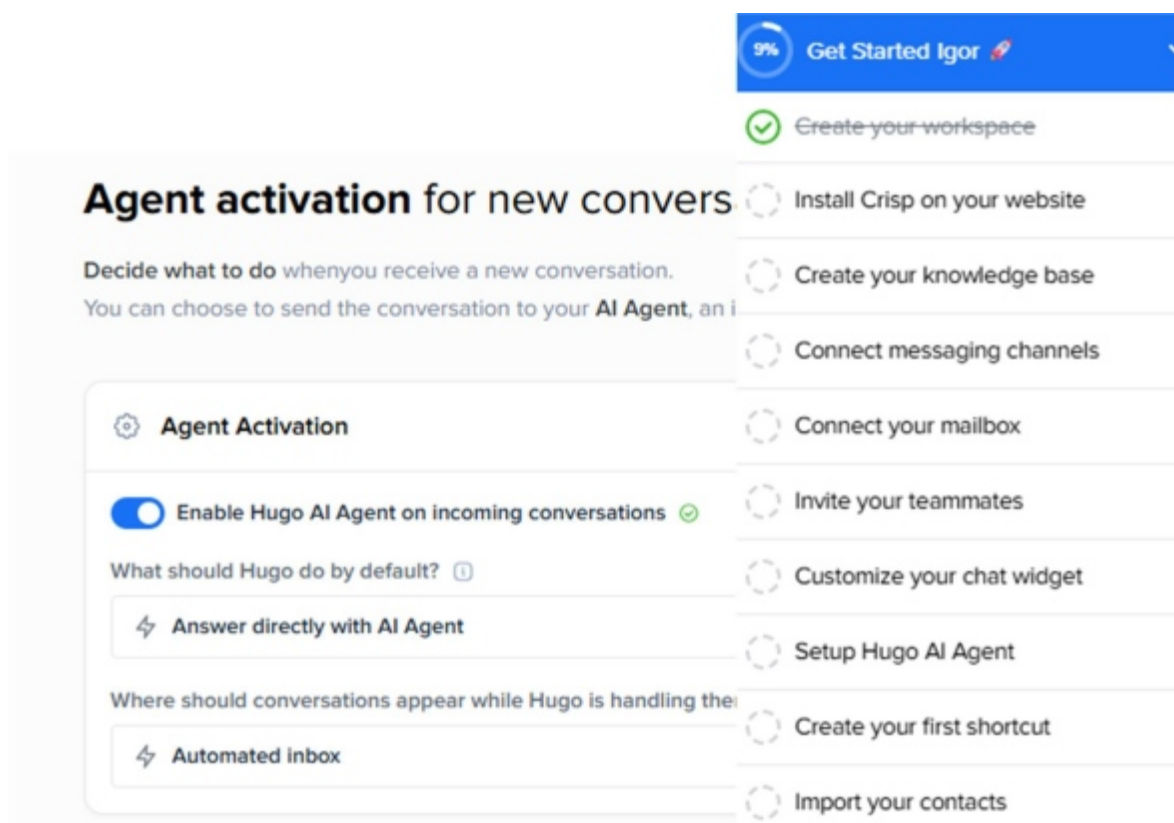 Agent activation for new convers
Decide what to do whenyou receive a new conversation.
You can choose to send the conversation to your AI Agent, an i
Agent Activation
Enable Hugo AI Agent on incoming conversations
What should Hugo do by default?
Answer directly with AI Agent
Where should conversations appear while Hugo is handling the
Automated inbox
9% Get Started Igor 🚀
Create your workspace
Install Crisp on your website
Create your knowledge base
Connect messaging channels
Connect your mailbox
Invite your teammates
Customize your chat widget
Setup Hugo AI Agent
Create your first shortcut
Import your contacts